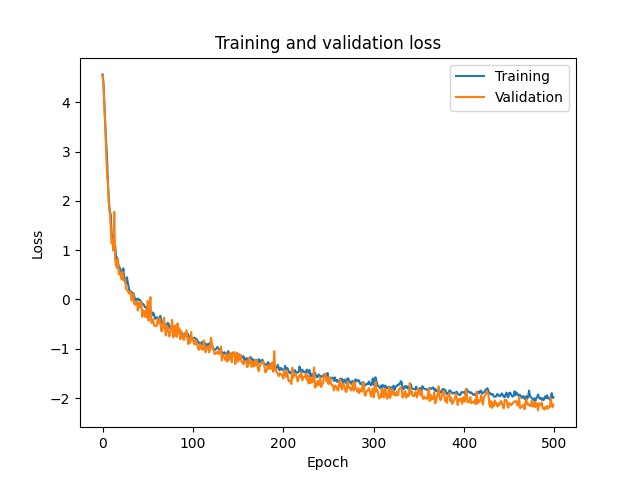 Training and validation loss
Training
Validation
Loss
4
3
2
1
0
−1
−2
0
100
200
300
400
500
Epoch